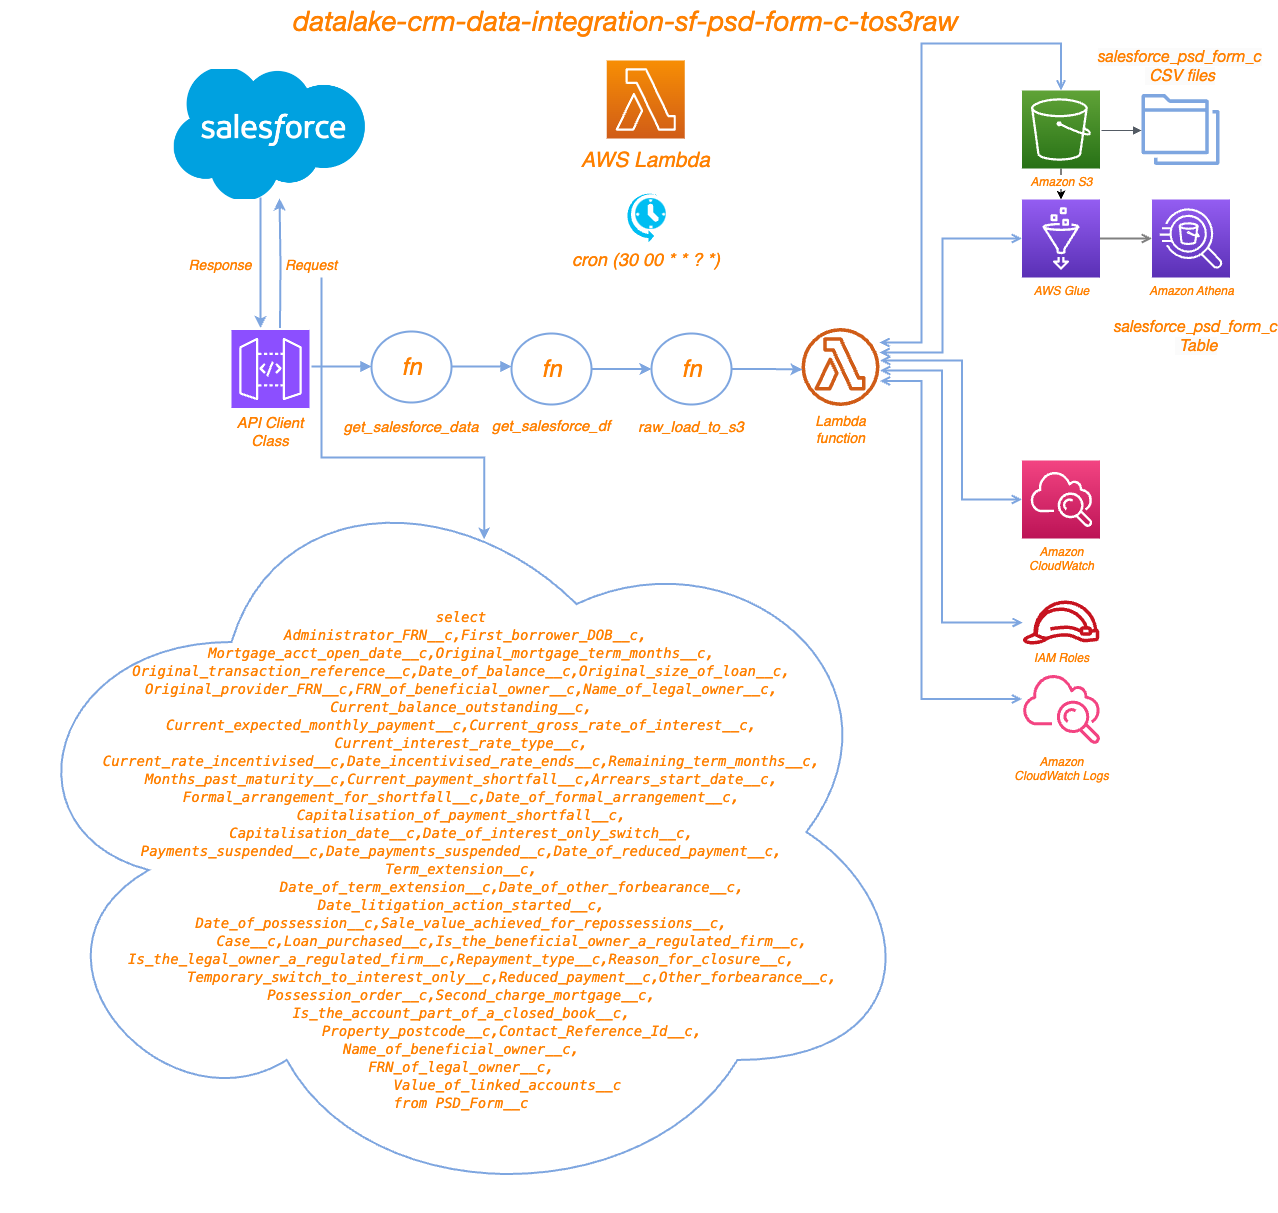 datalake-crm-data-integration-sf-psd-form-c-tos3raw
salesforce
AWS Lambda
cron (30 00 * * ? *)
salesforce_psd_form_c
CSV files
Amazon S3
AWS Glue
Amazon Athena
salesforce_psd_form_c
Table
Response
Request
API Client
Class
fn
get_salesforce_data
fn
get_salesforce_df
fn
raw_load_to_s3
Lambda
function
Amazon
CloudWatch
IAM Roles
Amazon
CloudWatch Logs
select
Administrator_FRN__c,First_borrower_DOB__c,
Mortgage_acct_open_date__c,Original_mortgage_term_months__c,
Original_transaction_reference__c,Date_of_balance__c,Original_size_of_loan__c,
Original_provider_FRN__c,FRN_of_beneficial_owner__c,Name_of_legal_owner__c,
Current_balance_outstanding__c,
Current_expected_monthly_payment__c,Current_gross_rate_of_interest__c,
Current_interest_rate_type__c,
Current_rate_incentivised__c,Date_incentivised_rate_ends__c,Remaining_term_months__c,
Months_past_maturity__c,Current_payment_shortfall__c,Arrears_start_date__c,
Formal_arrangement_for_shortfall__c,Date_of_formal_arrangement__c,
Capitalisation_of_payment_shortfall__c,
Capitalisation_date__c,Date_of_interest_only_switch__c,
Payments_suspended__c,Date_payments_suspended__c,Date_of_reduced_payment__c,
Term_extension__c,
Date_of_term_extension__c,Date_of_other_forbearance__c,
Date_litigation_action_started__c,
Date_of_possession__c,Sale_value_achieved_for_repossessions__c,
Case__c,Loan_purchased__c,Is_the_beneficial_owner_a_regulated_firm__c,
Is_the_legal_owner_a_regulated_firm__c,Repayment_type__c,Reason_for_closure__c,
Temporary_switch_to_interest_only__c,Reduced_payment__c,Other_forbearance__c,
Possession_order__c,Second_charge_mortgage__c,
Is_the_account_part_of_a_closed_book__c,
Property_postcode__c,Contact_Reference_Id__c,
Name_of_beneficial_owner__c,
FRN_of_legal_owner__c,
Value_of_linked_accounts__c
from PSD_Form__c